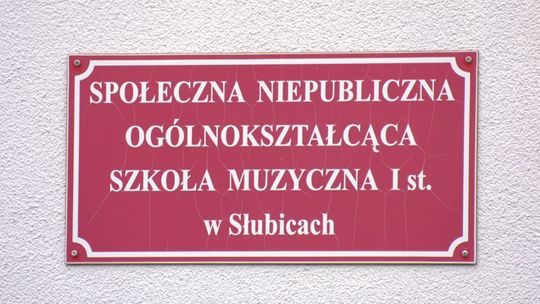 SPOŁECZNA NIEPUBLICZNA
OGÓLNOKSZTAŁCĄCA
SZKOŁA MUZYCZNA I st.
w Słubicach